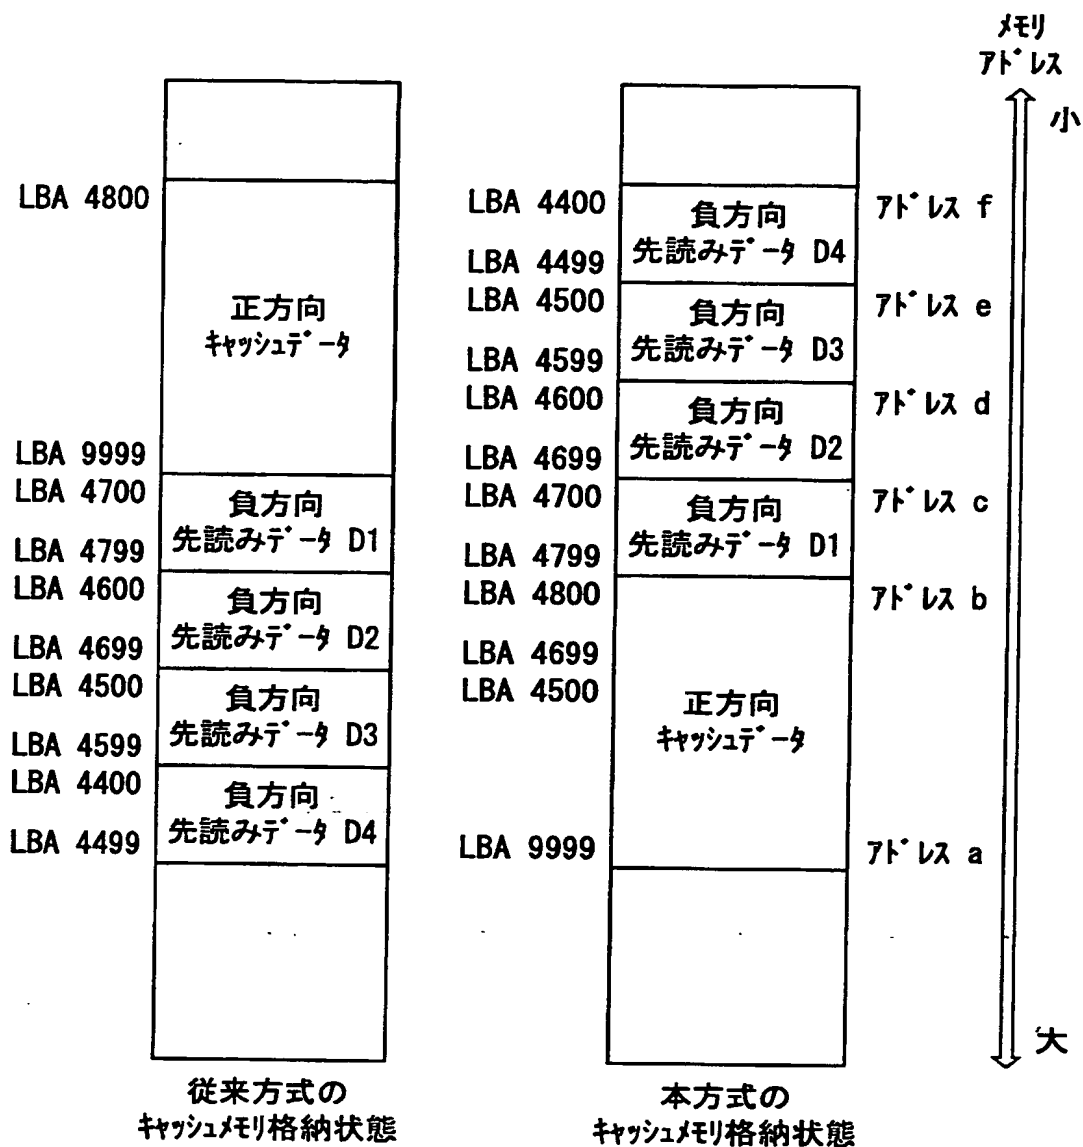 メモリ
アドレス
小
LBA 4800
正方向
キャッシュデータ
LBA 9999
LBA 4700
負方向
先読みデータ D1
LBA 4799
LBA 4600
負方向
先読みデータ D2
LBA 4699
LBA 4500
負方向
先読みデータ D3
LBA 4599
LBA 4400
負方向
先読みデータ D4
LBA 4499
従来方式の
キャッシュメモリ格納状態
LBA 4400
負方向
先読みデータ D4
アドレス f
LBA 4499
LBA 4500
負方向
先読みデータ D3
アドレス e
LBA 4599
LBA 4600
負方向
先読みデータ D2
アドレス d
LBA 4699
LBA 4700
負方向
先読みデータ D1
アドレス c
LBA 4799
LBA 4800
アドレス b
LBA 4699
LBA 4500
正方向
キャッシュデータ
LBA 9999
アドレス a
大
本方式の
キャッシュメモリ格納状態